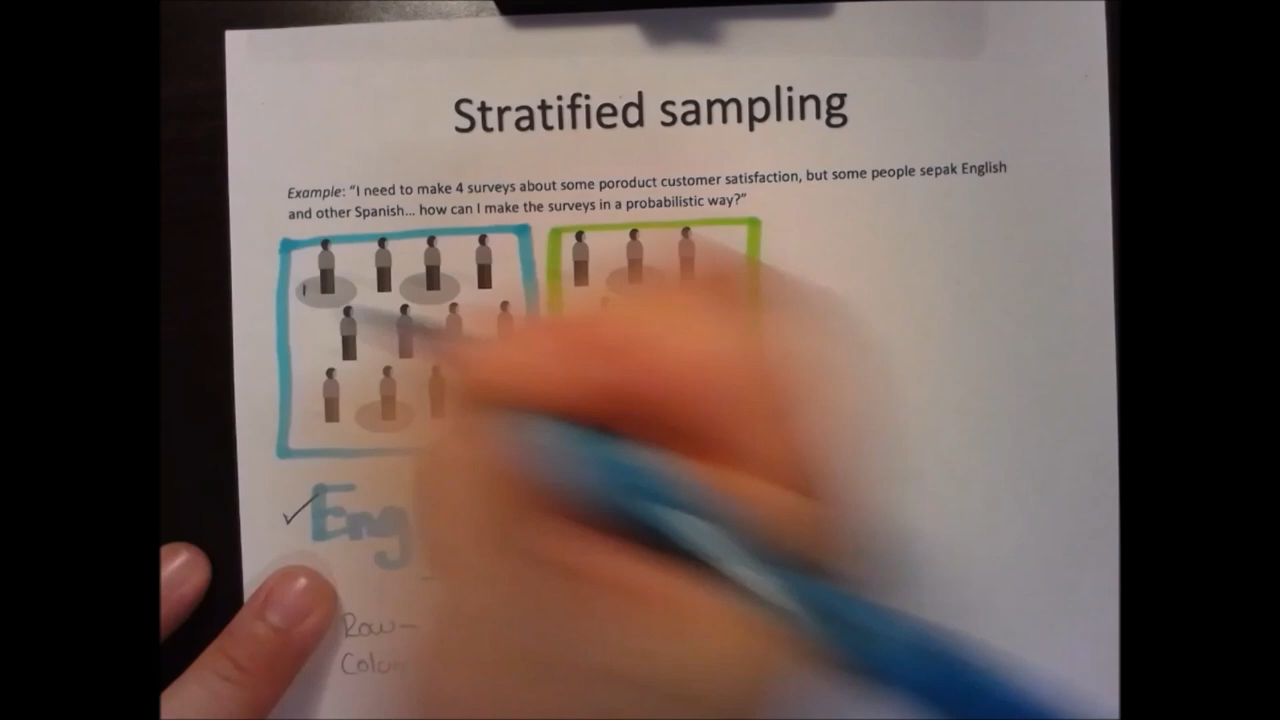 Stratified sampling
Example: “I need to make 4 surveys about some poroduct customer satisfaction, but some people sepak English
and other Spanish... how can I make the surveys in a probabilistic way?”
Eng
Row-
Colum